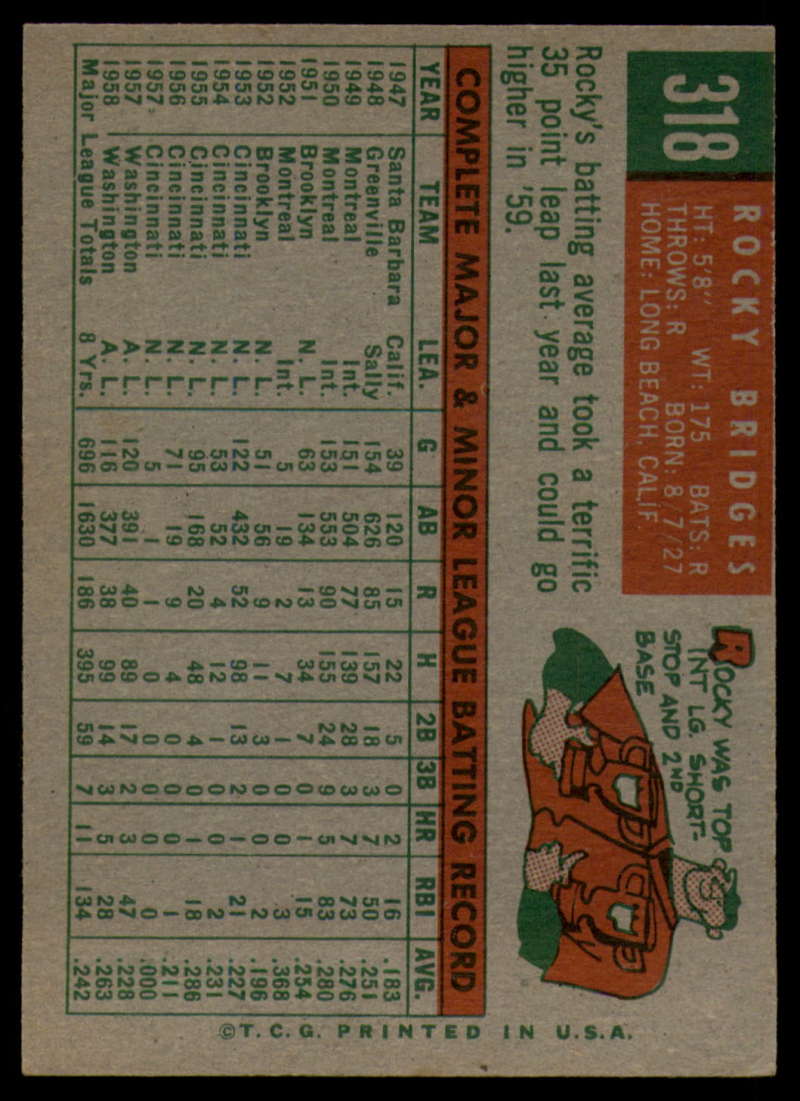 318
ROCKY BRIDGES
HT: 5'8" WT: 175 BATS: R
THROWS: R BORN: 8/7/27
HOME: LONG BEACH, CALIF.
ROCKY WAS TOP
INT LG. SHORT-
STOP AND 2ND
BASE
Rocky's batting average took a terrific
35 point leap last year and could go
higher in '59.
COMPLETE MAJOR & MINOR LEAGUE BATTING RECORD
YEAR TEAM LEA. G AB R H 2B 3B HR RBI AVG.
1947 Santa Barbara Calif. 39 120 15 22 5 0 2 16 .183
1948 Greenville Sally 154 626 85 157 18 3 7 50 .251
1949 Montreal Int. 151 504 77 139 28 3 7 73 .276
1950 Montreal Int. 153 553 90 155 24 9 5 83 .280
1951 Brooklyn N. L. 63 134 13 34 7 0 1 15 .254
1952 Montreal Int. 5 19 2 7 1 0 0 3 .368
1952 Brooklyn N. L. 51 56 9 11 3 0 0 2 .196
1953 Cincinnati N. L. 122 432 52 98 13 2 1 21 .227
1954 Cincinnati N. L. 53 52 4 12 1 0 0 2 .231
1955 Cincinnati N. L. 95 168 20 48 4 0 1 18 .286
1956 Cincinnati N. L. 71 19 9 4 0 0 0 1 .211
1957 Cincinnati N. L. 5 1 1 0 0 0 0 0 .000
1957 Washington A. L. 120 391 40 89 17 2 3 47 .228
1958 Washington A. L. 116 377 38 99 14 3 5 28 .263
Major League Totals 8 Yrs. 696 1630 186 395 59 7 11 134 .242
©T.C.G. PRINTED IN U.S.A.